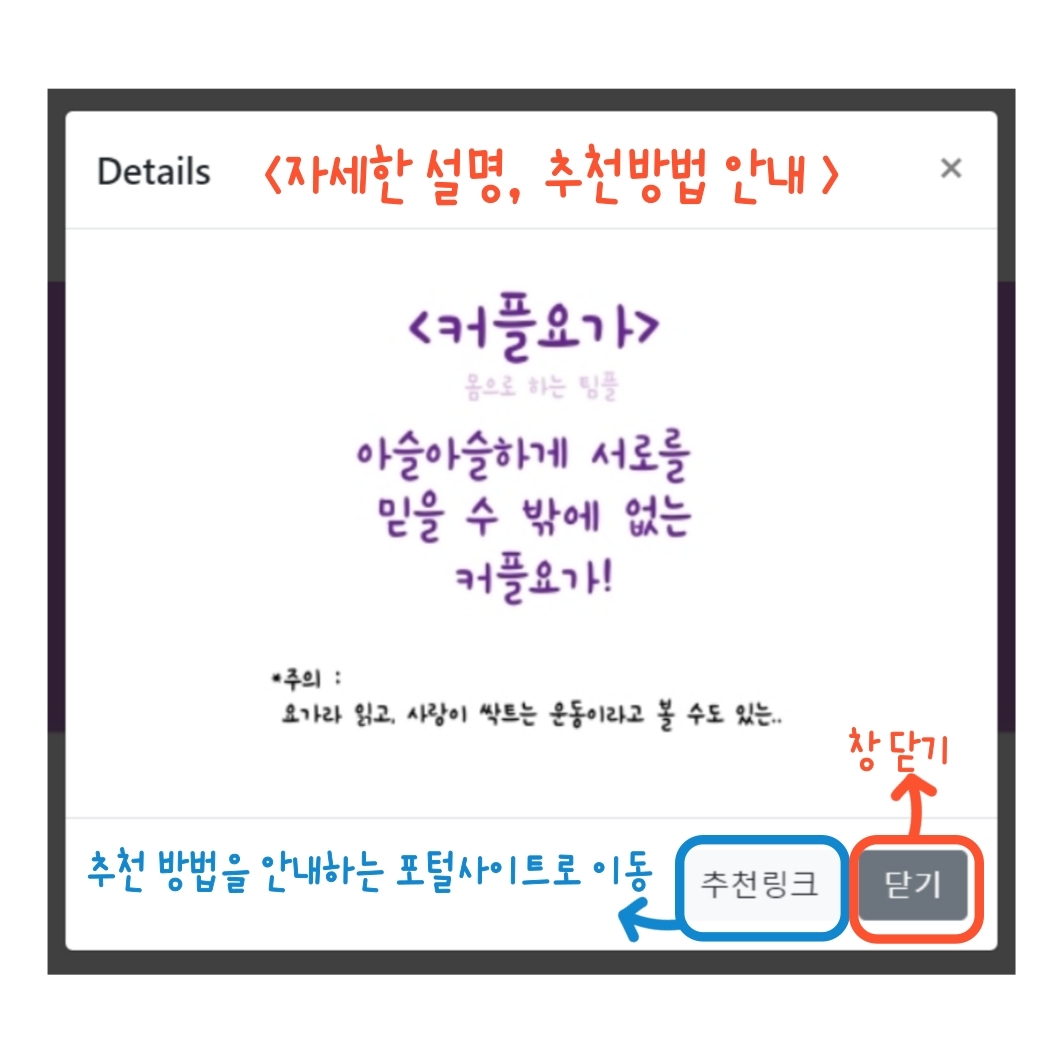 Details <자세한 설명, 추천방법 안내 > ×
<커플요가>
몸으로 하는 팀플
아슬아슬하게 서로를
믿을 수 밖에 없는
커플요가!
*주의 :
요가라 읽고, 사랑이 싹트는 운동이라고 볼 수도 있는..
창 닫기
추천 방법을 안내하는 포털사이트로 이동
추천링크
닫기